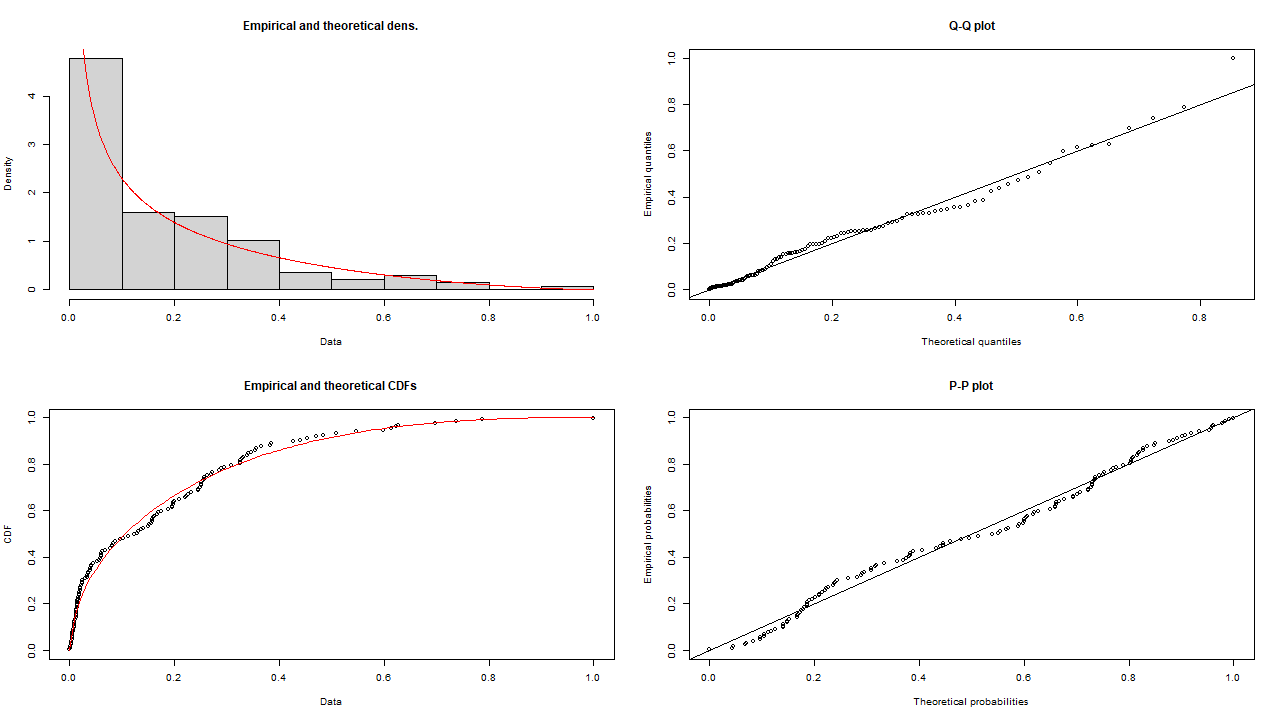 Empirical and theoretical dens.
Density
0 1 2 3 4
0.0 0.2 0.4 0.6 0.8 1.0
Data
Q-Q plot
Empirical quantiles
0.0 0.2 0.4 0.6 0.8 1.0
0.0 0.2 0.4 0.6 0.8
Theoretical quantiles
Empirical and theoretical CDFs
CDF
0.0 0.2 0.4 0.6 0.8 1.0
0.0 0.2 0.4 0.6 0.8 1.0
Data
P-P plot
Empirical probabilities
0.0 0.2 0.4 0.6 0.8 1.0
0.0 0.2 0.4 0.6 0.8 1.0
Theoretical probabilities